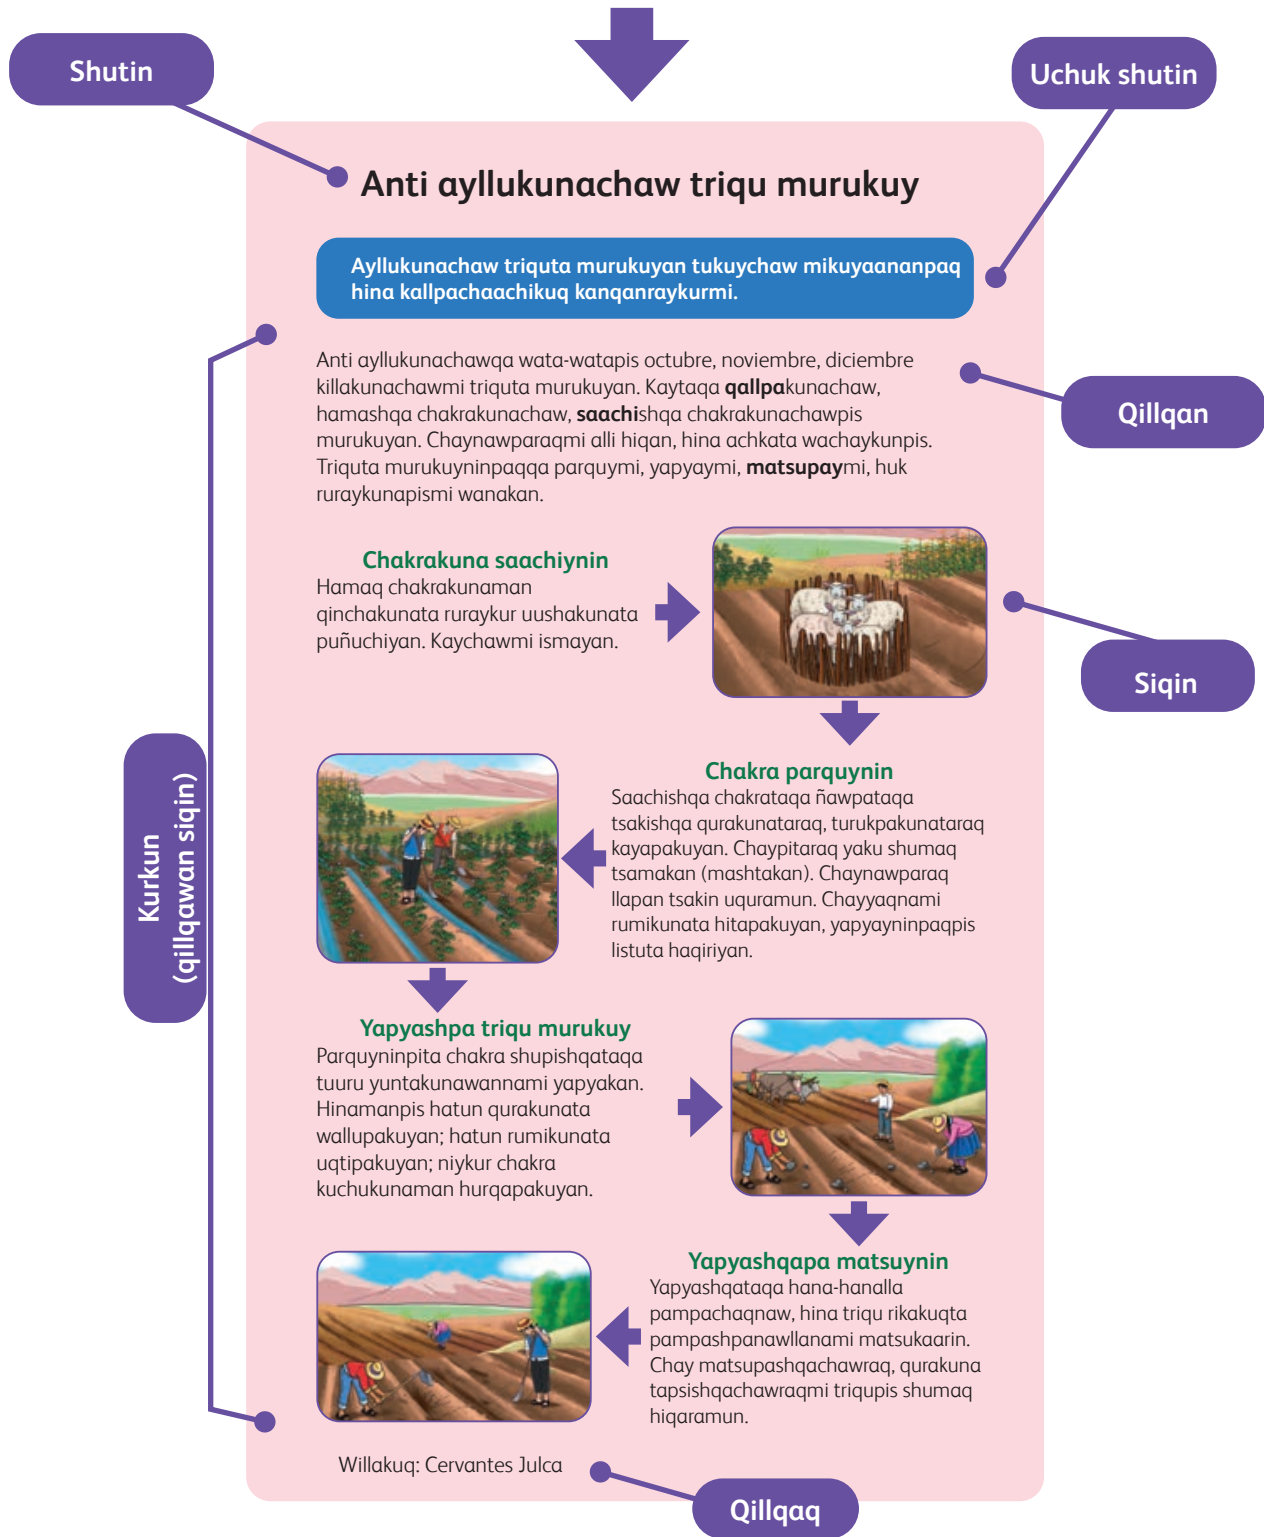 Shutin
Uchuk shutin
Anti ayllukunachaw triqu murukuy
Ayllukunachaw triquta murukuyan tukuychaw mikuyaananpaq
hina kallpachaachikuq kanqanraykurmi.
Anti ayllukunachawqa wata-watapis octubre, noviembre, diciembre
killakunachawmi triquta murukuyan. Kaytaqa qallpakunachaw,
hamashqa chakrakunachaw, saachishqa chakrakunachawpis
murukuyan. Chaynawparaqmi alli hiqan, hina achkata wachaykunpis.
Triquta murukuyninpaqqa parquymi, yapyaymi, matsupaymi, huk
ruraykunapismi wanakan.
Qillqan
Chakrakuna saachiynin
Hamaq chakrakunaman
qinchakunata ruraykur uushakunata
puñuchiyan. Kaychawmi ismayan.
Siqin
Kurkun
(qillqawan siqin)
Chakra parquynin
Saachishqa chakrataqa ñawpataqa
tsakishqa qurakunataraq, turukpakunataraq
kayapakuyan. Chaypitaraq yaku shumaq
tsamakan (mashtakan). Chaynawparaq
llapan tsakin uquramun. Chayyaqnami
rumikunata hitapakuyan, yapyayninpaqpis
listuta haqiriyan.
Yapyashpa triqu murukuy
Parquyninpita chakra shupishqataqa
tuuru yuntakunawannami yapyakan.
Hinamanpis hatun qurakunata
wallupakuyan; hatun rumikunata
uqtipakuyan; niykur chakra
kuchukunaman hurqapakuyan.
Yapyashqapa matsuynin
Yapyashqataqa hana-hanalla
pampachaqnaw, hina triqu rikakuqta
pampashpanawllanami matsukaarin.
Chay matsupashqachawraq, qurakuna
tapsishqachawraqmi triqupis shumaq
hiqaramun.
Willakuq: Cervantes Julca
Qillqaq